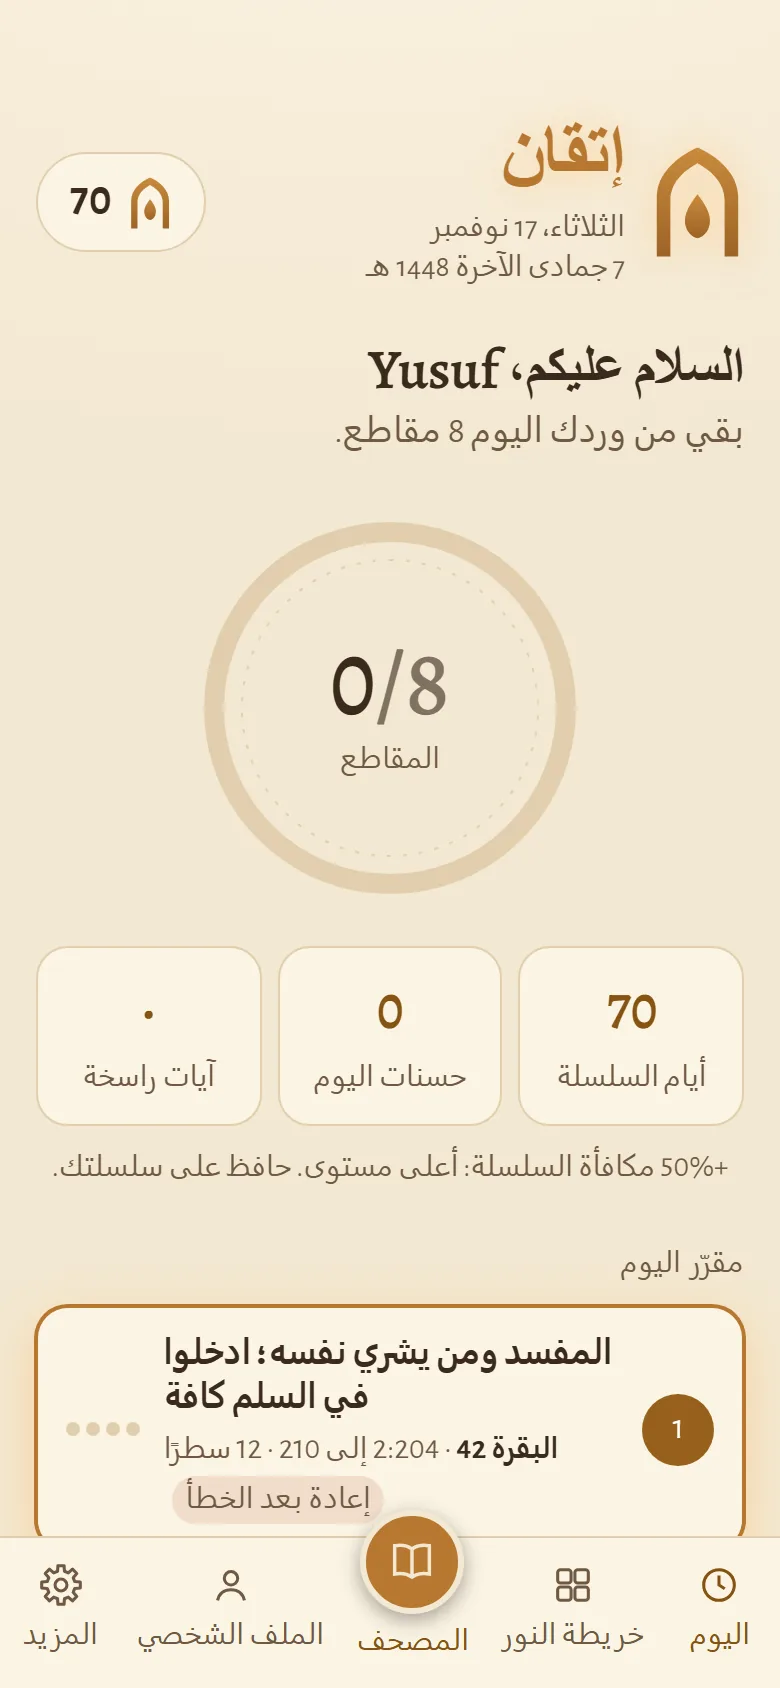 إتقان
70
الثلاثاء، 17 نوفمبر
7 جمادى الآخرة 1448 هـ
السلام عليكم، Yusuf
بقي من وردك اليوم 8 مقاطع.
0/8
المقاطع
70
أيام السلسلة
0
حسنات اليوم
٠
آيات راسخة
+50% مكافأة السلسلة: أعلى مستوى. حافظ على سلسلتك.
مقرّر اليوم
1
المفسد ومن يشري نفسه؛ ادخلوا
في السلم كافة
البقرة 42 · 2:204 إلى 210 · 12 سطرًا
إعادة بعد الخطأ
اليوم
خريطة النور
المصحف
الملف الشخصي
المزيد